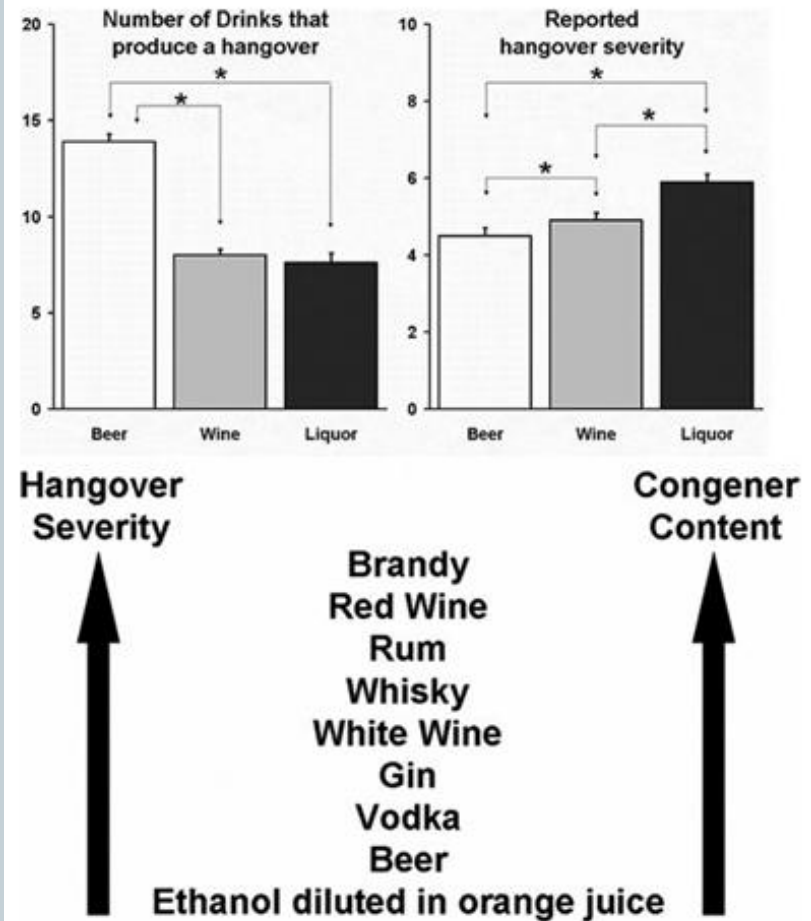 Number of Drinks that
produce a hangover
20
15
10
5
0
*
*
Beer
Wine
Liquor
Reported
hangover severity
10
8
6
4
2
0
*
*
*
Beer
Wine
Liquor
Hangover
Severity
Congener
Content
Brandy
Red Wine
Rum
Whisky
White Wine
Gin
Vodka
Beer
Ethanol diluted in orange juice